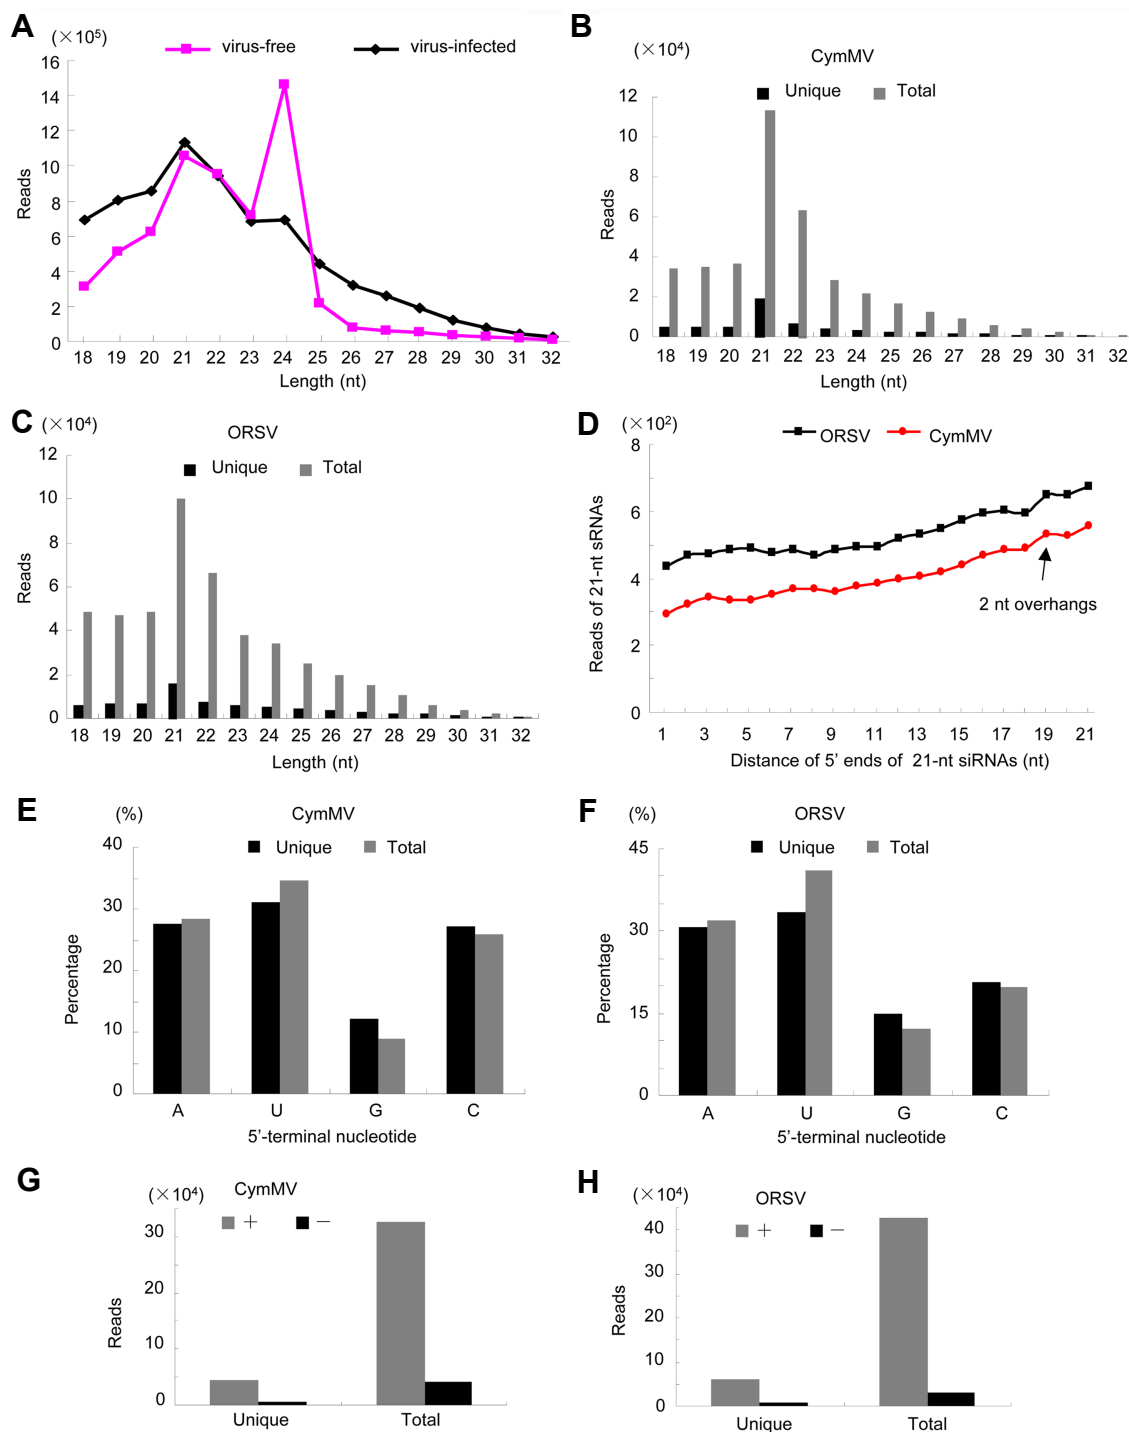 A
(×10⁵)
virus-free
virus-infected
16
14
12
10
8
6
4
2
0
Reads
18 19 20 21 22 23 24 25 26 27 28 29 30 31 32
Length (nt)
B
(×10⁴)
CymMV
Unique
Total
12
10
8
6
4
2
0
Reads
18 19 20 21 22 23 24 25 26 27 28 29 30 31 32
Length (nt)
C
(×10⁴)
ORSV
Unique
Total
12
10
8
6
4
2
0
Reads
18 19 20 21 22 23 24 25 26 27 28 29 30 31 32
Length (nt)
D
(×10²)
ORSV
CymMV
8
6
4
2
0
Reads of 21-nt sRNAs
2 nt overhangs
1 3 5 7 9 11 13 15 17 19 21
Distance of 5’ ends of 21-nt siRNAs (nt)
E
(%)
CymMV
Unique
Total
40
30
20
10
0
Percentage
A U G C
5’-terminal nucleotide
F
(%)
ORSV
Unique
Total
45
30
15
0
Percentage
A U G C
5’-terminal nucleotide
G
(×10⁴)
CymMV
+
−
30
20
10
0
Reads
Unique Total
H
(×10⁴)
ORSV
+
−
40
30
20
10
0
Reads
Unique Total